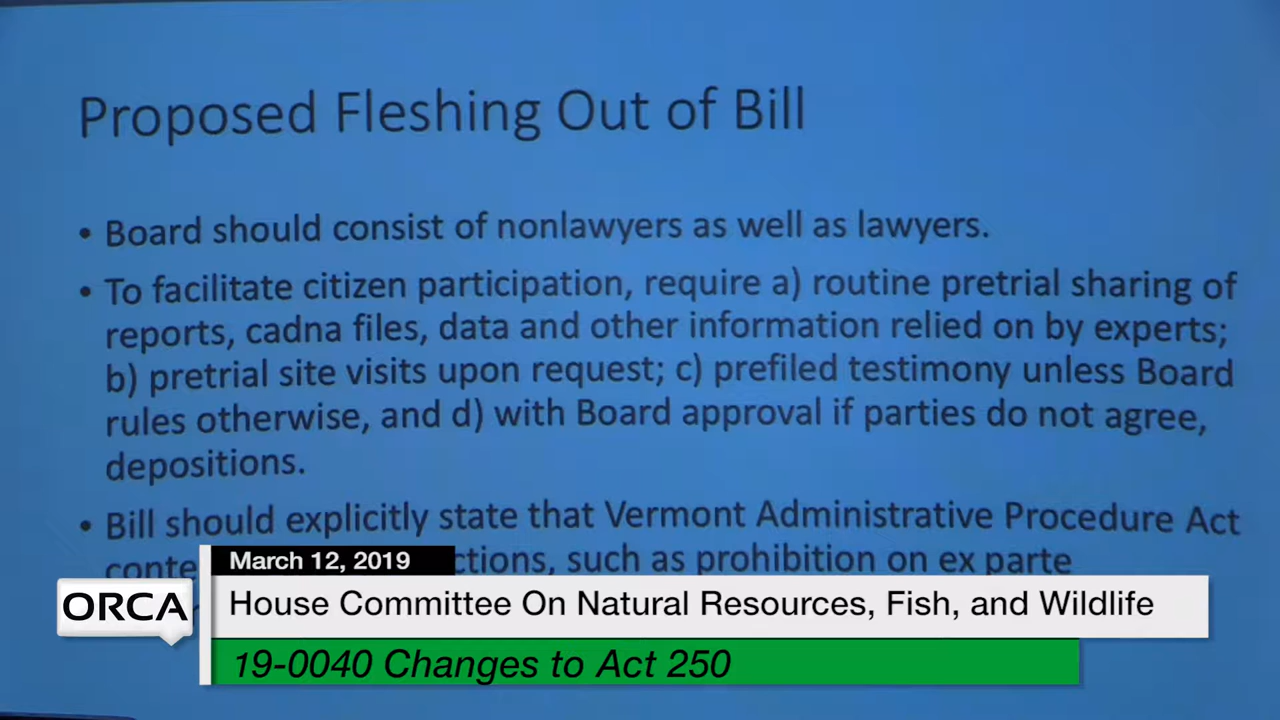 Proposed Fleshing Out of Bill
• Board should consist of nonlawyers as well as lawyers.
• To facilitate citizen participation, require a) routine pretrial sharing of
reports, cadna files, data and other information relied on by experts;
b) pretrial site visits upon request; c) prefiled testimony unless Board
rules otherwise, and d) with Board approval if parties do not agree,
depositions.
• Bill should explicitly state that Vermont Administrative Procedure Act
such as prohibition on ex parte
March 12, 2019
ORCA
House Committee On Natural Resources, Fish, and Wildlife
19-0040 Changes to Act 250